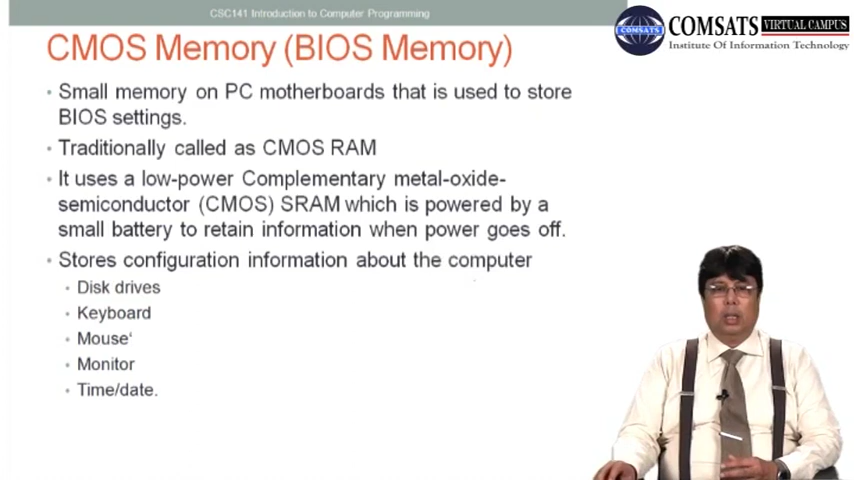 CSC141 Introduction to Computer Programming
COMSATS
COMSATS VIRTUAL CAMPUS
Institute Of Information Technology
CMOS Memory (BIOS Memory)
• Small memory on PC motherboards that is used to store
BIOS settings.
• Traditionally called as CMOS RAM
• It uses a low-power Complementary metal-oxide-
semiconductor (CMOS) SRAM which is powered by a
small battery to retain information when power goes off.
• Stores configuration information about the computer
• Disk drives
• Keyboard
• Mouse‘
• Monitor
• Time/date.